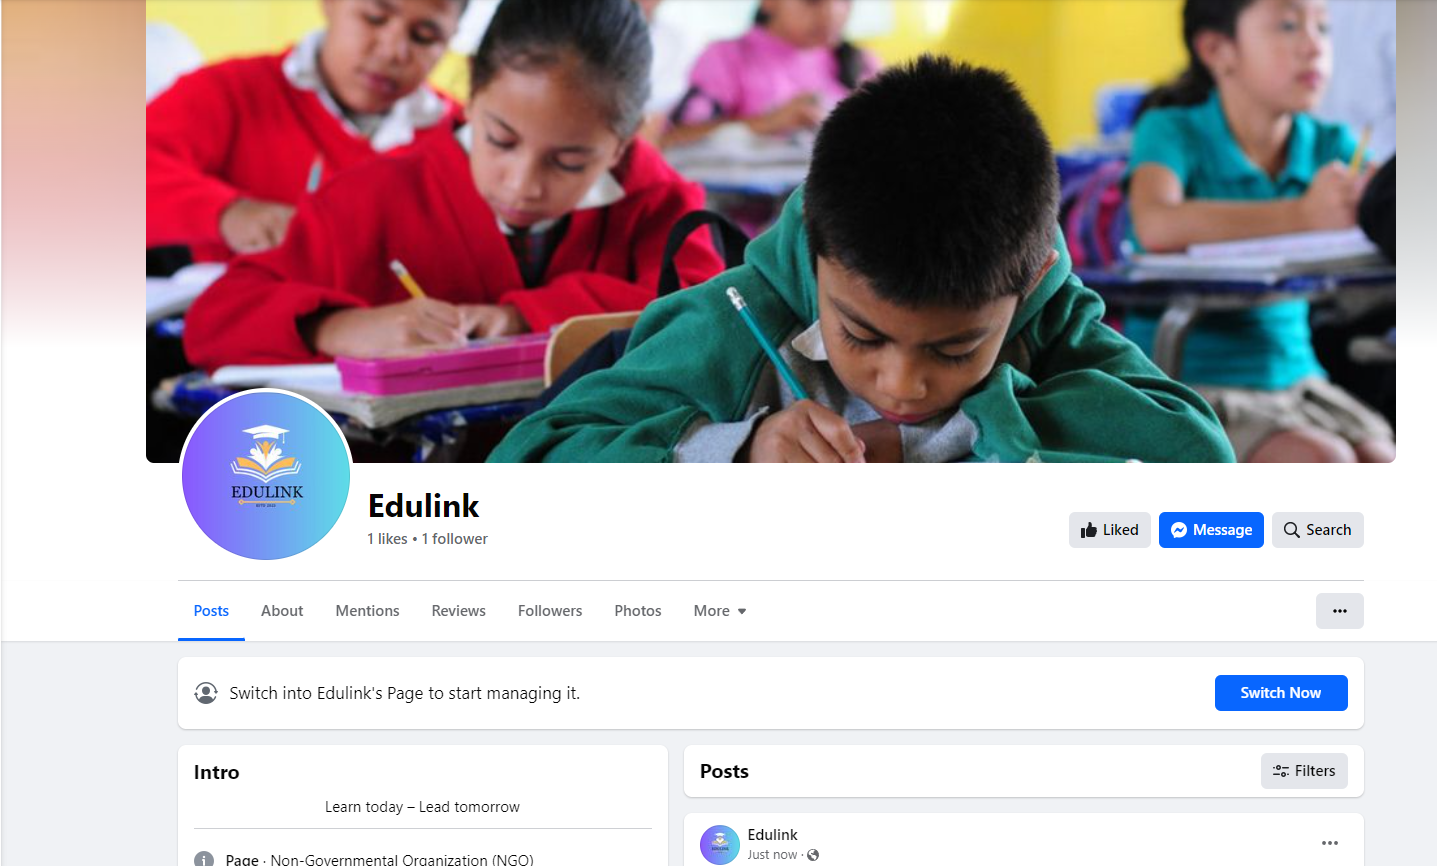 EDULINK
Edulink
1 likes • 1 follower
Liked
Message
Search
Posts
About
Mentions
Reviews
Followers
Photos
More
Switch into Edulink's Page to start managing it.
Switch Now
Intro
Learn today – Lead tomorrow
Page · Non-Governmental Organization (NGO)
Posts
Filters
Edulink
Just now ·